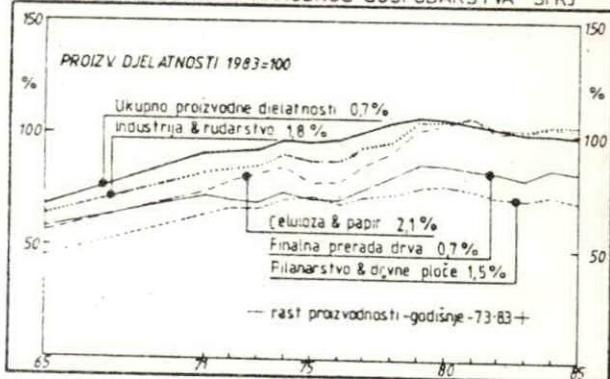 GOSPODARSTVA SFRJ
150 150
PROIZV. DJELATNOSTI 1983=100
% %
Ukupno proizvodne djelatnosti 0,7%
Industrija & rudarstvo 1,8%
100 100
Celuloza & papir 2,1%
50 Finalna prerada drva 0,7% 50
Pilanarstvo & drvne ploče 1,5%
rast proizvodnosti -godišnje -73-83
65 75 80 85